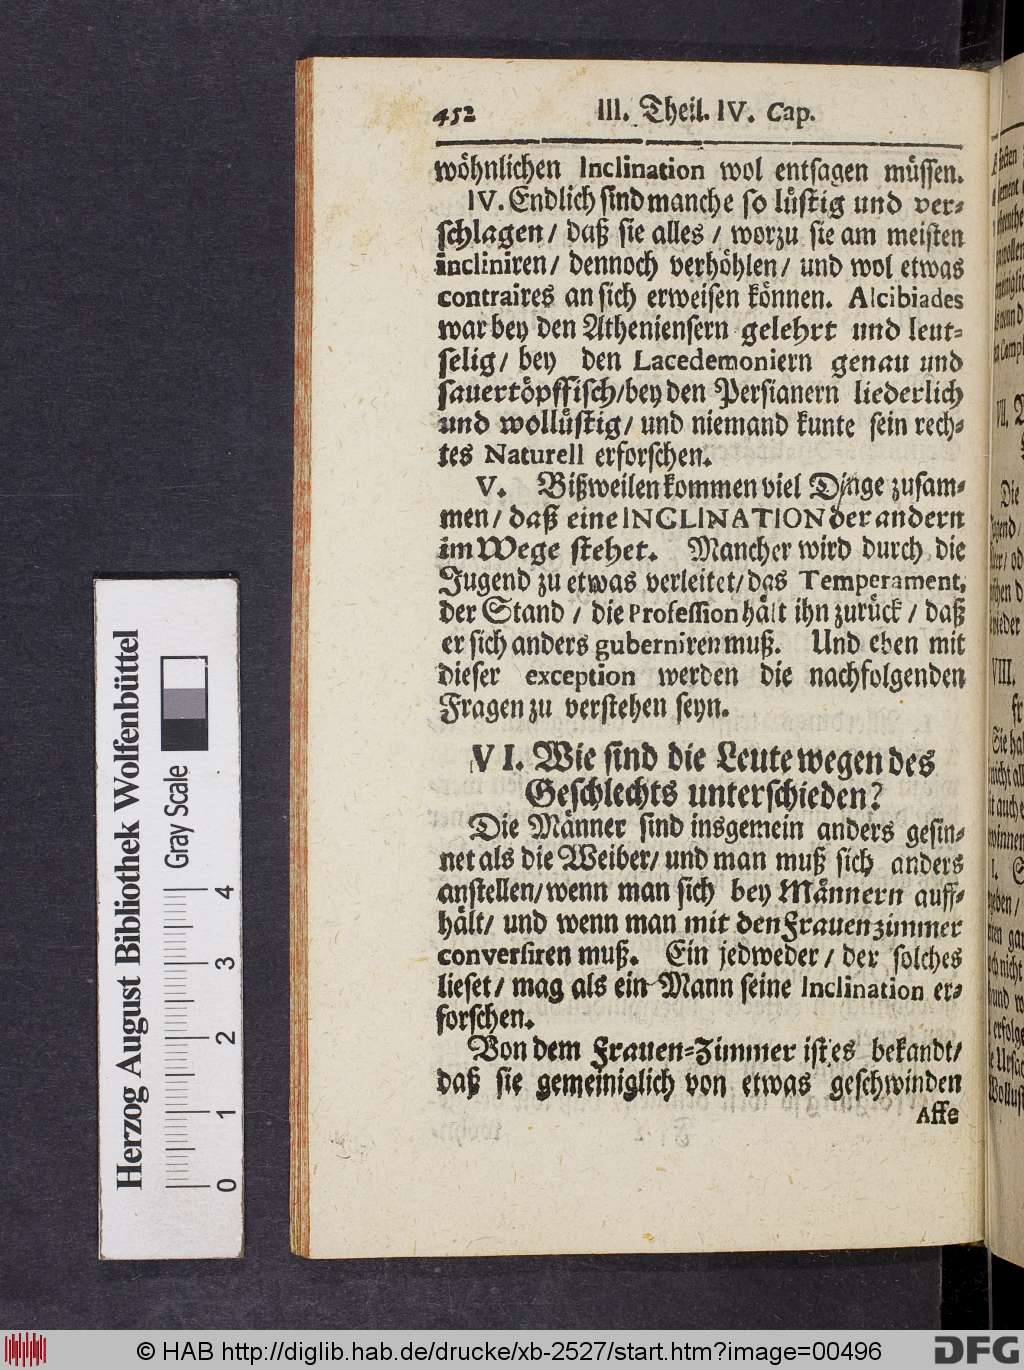 452 III. Theil. IV. Cap.
wöhnlichen Inclination wol entsagen müssen.
IV. Endlich sind manche so lüstig und ver-
schlagen / daß sie alles / worzu sie am meisten
incliniren / dennoch verhöhlen / und wol etwas
contraires an sich erweisen können. Alcibiades
war bey den Atheniensern gelehrt und leut-
selig / bey den Lacedemoniern genau und
sauertöpffisch / bey den Persianern liederlich
und wollüstig / und niemand kunte sein rech-
tes Naturell erforschen.
V. Bißweilen kommen viel Dinge zusam-
men / daß eine INCLINATION der andern
im Wege stehet. Mancher wird durch die
Jugend zu etwas verleitet / das Temperament,
der Stand / die Profession hält ihn zurück / daß
er sich anders guberniren muß. Und eben mit
dieser exception werden die nachfolgenden
Fragen zu verstehen seyn.
VI. Wie sind die Leute wegen des
Geschlechts unterschieden?
Die Männer sind insgemein anders gesin-
net als die Weiber / und man muß sich anders
anstellen / wenn man sich bey Männern auff-
hält / und wenn man mit den Frauenzimmer
conversiren muß. Ein jedweder / der solches
lieset / mag als ein Mann seine Inclination er-
forschen.
Von dem Frauen-Zimmer ist es bekandt /
daß sie gemeiniglich von etwas geschwinden
Affe
Herzog August Bibliothek Wolfenbüttel
Gray Scale
0 1 2 3 4
© HAB http://diglib.hab.de/drucke/xb-2527/start.htm?image=00496
DFG